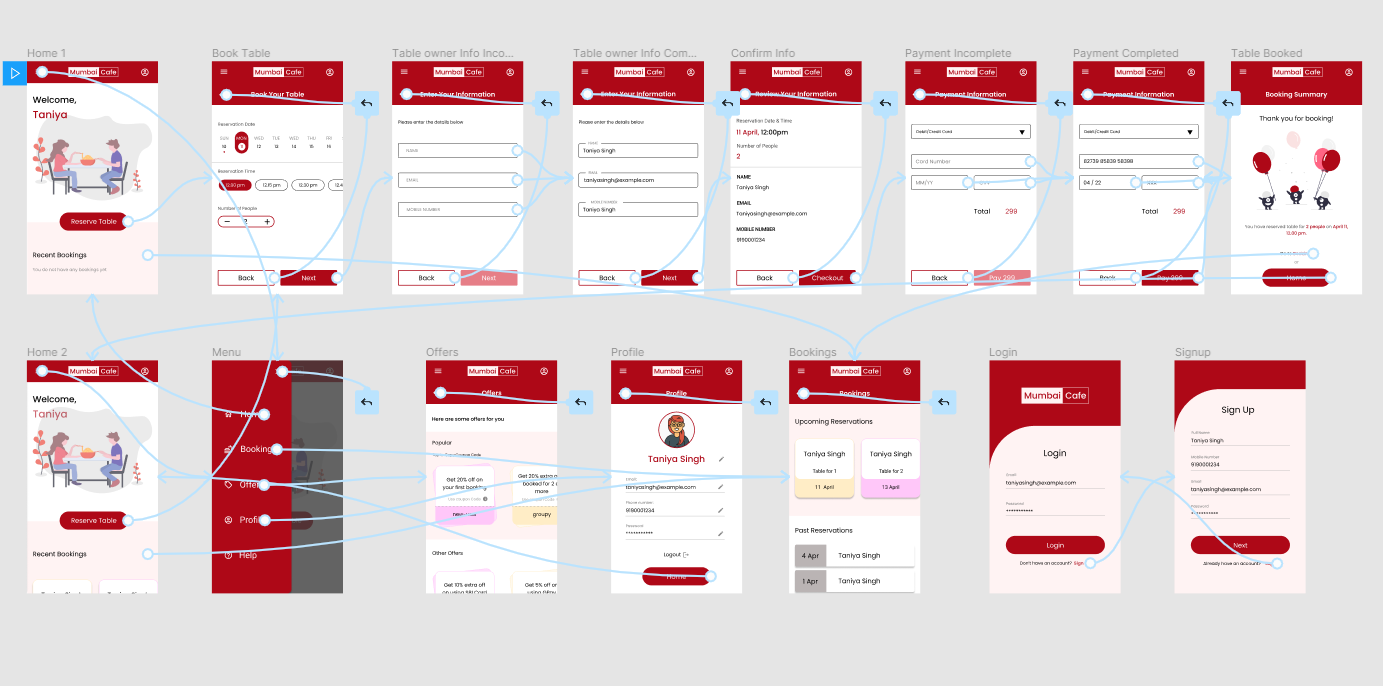 Home 1
Mumbai Cafe
Welcome,
Taniya
Reserve Table
Recent Bookings
You do not have any bookings yet
Book Table
Mumbai Cafe
Book Your Table
Reservation Date
SUN MON TUE WED THU FRI
12 13 14 15 16
Reservation Time
12.00 pm 12.15 pm 12.30 pm
Number of People
− 2 +
Back Next
Table owner Info Inco...
Mumbai Cafe
Enter Your Information
Please enter the details below
NAME
EMAIL
MOBILE NUMBER
Back Next
Table owner Info Com...
Mumbai Cafe
Enter Your Information
Please enter the details below
NAME
Taniya Singh
EMAIL
taniyasingh@example.com
MOBILE NUMBER
Taniya Singh
Back Next
Confirm Info
Mumbai Cafe
Review Your Information
Reservation Date & Time
11 April, 12:00pm
Number of People
2
NAME
Taniya Singh
EMAIL
Taniyasingh@example.com
MOBILE NUMBER
9190001234
Back Checkout
Payment Incomplete
Mumbai Cafe
Payment Information
Debit/Credit Card
Card Number
MM/YY
Total 299
Back Pay 299
Payment Completed
Mumbai Cafe
Payment Information
Debit/Credit Card
82739 85839 58398
04 / 22
Total 299
Back Pay 299
Table Booked
Mumbai Cafe
Booking Summary
Thank you for booking!
You have reserved table for 2 people on April 11,
12.00 pm.
or
Home
Home 2
Mumbai Cafe
Welcome,
Taniya
Reserve Table
Recent Bookings
Taniya Singh Taniya Singh
Menu
Home
Booking
Offer
Profil
Help
Offers
Mumbai Cafe
Offers
Here are some offers for you
Popular
Get 20% off on
your first booking
Use Coupon Code
newuser
Get 20% extra o
booked for 2 o
more
groupy
Other Offers
Get 10% extra off
on using SBI Card
Get 5% off on
using GPay
Profile
Mumbai Cafe
Profile
Taniya Singh
Email
taniyasingh@example.com
Phone number
9190001234
Password
***********
Logout
Home
Bookings
Mumbai Cafe
Bookings
Upcoming Reservations
Taniya Singh
Table for 1
11 April
Taniya Singh
Table for 2
13 April
Past Reservations
4 Apr Taniya Singh
1 Apr Taniya Singh
Login
Mumbai Cafe
Login
Email
taniyasingh@example.com
Password
***********
Login
Don't have an account? Sign
Signup
Sign Up
Full Name
Taniya Singh
Mobile Number
9190001234
Email
taniyasingh@example.com
Password
***********
Next
Already have an account?